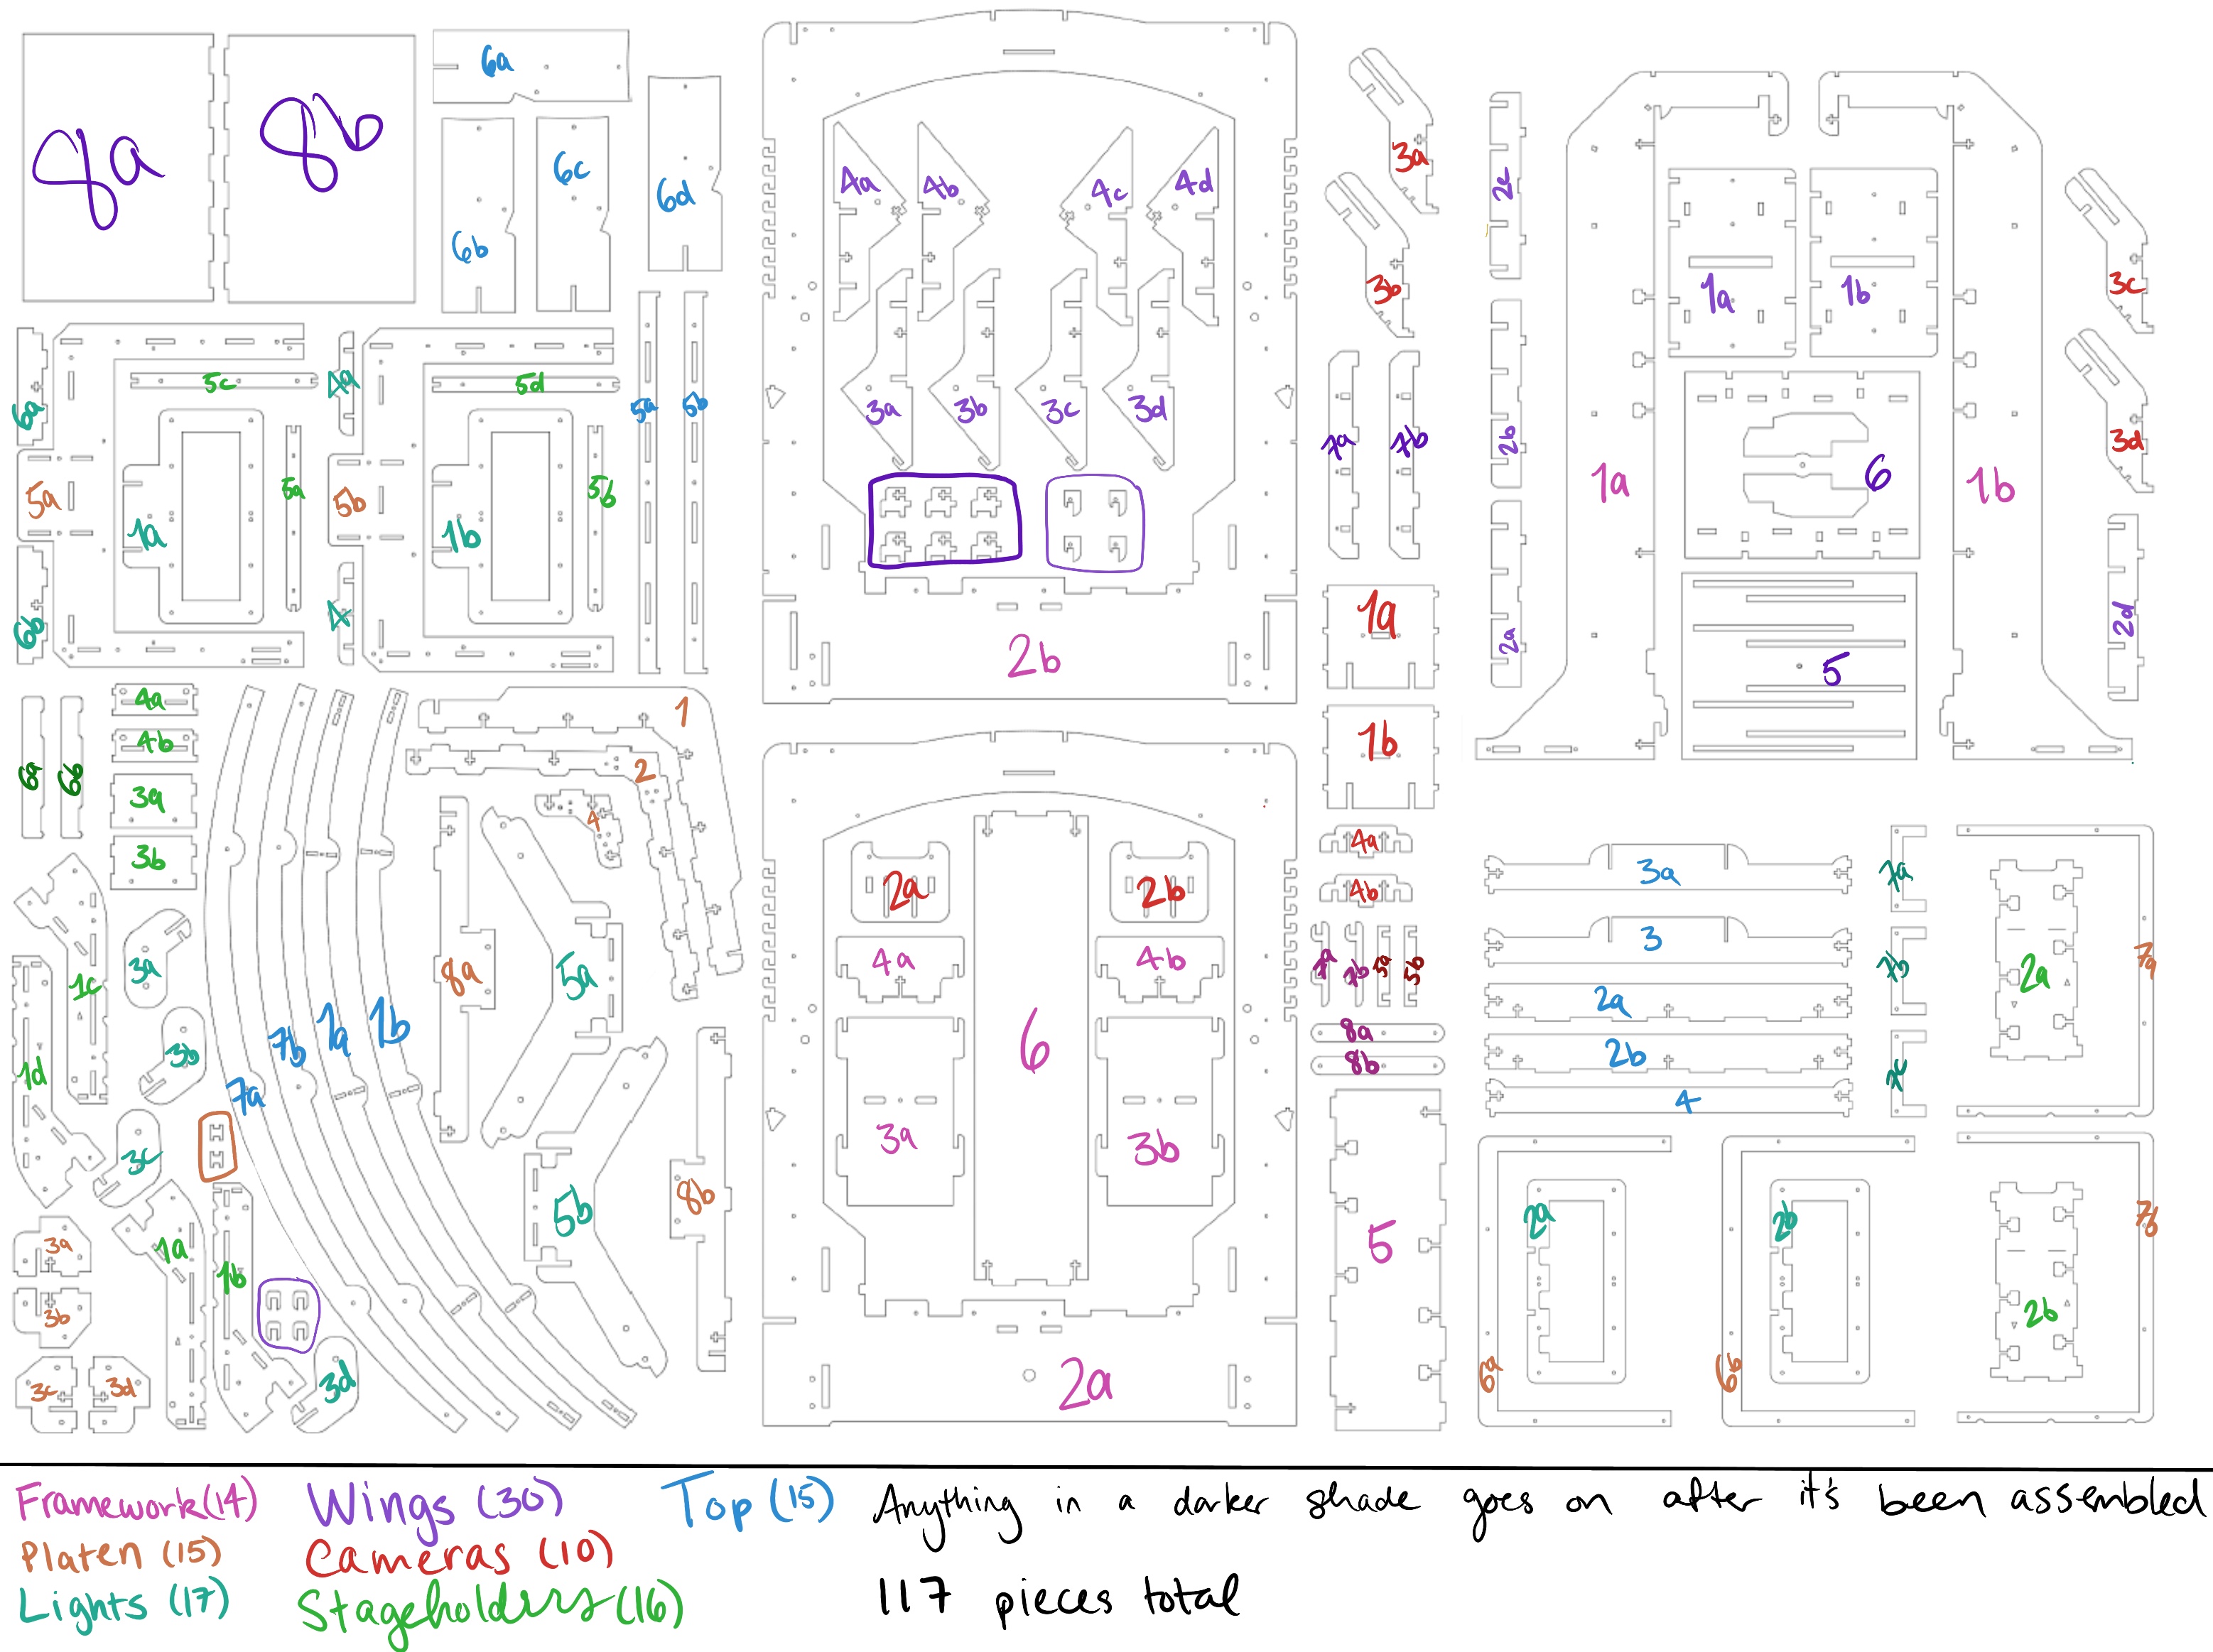 8a
8b
6a
6b
6c
6d
5a
5b
6a
6b
5a
5c
1a
5a
4a
4
5b
5d
1b
5b
6a
6b
4a
4b
3a
3b
1c
1d
3a
3b
3c
3d
3a
3b
3c
3d
1a
1b
7a
7b
1a
1b
1
2
4
8a
8b
5a
5b
4a
4b
4c
4d
3a
3b
3c
3d
2b
2a
2b
4a
4b
6
3a
3b
2a
3a
3b
7a
7b
1a
1b
4a
4b
7a
7b
5a
5b
8a
8b
5
2c
2b
2a
1a
1a
1b
6
1b
5
3c
3d
2d
3a
3
2a
2b
4
7a
7b
7c
2a
7a
6a
2a
6b
2b
2b
7b
Framework(14) Wings (30) Top (15) Anything in a darker shade goes on after it's been assembled
Platen (15) Cameras (10)
Lights (17) Stageholders (16) 117 pieces total